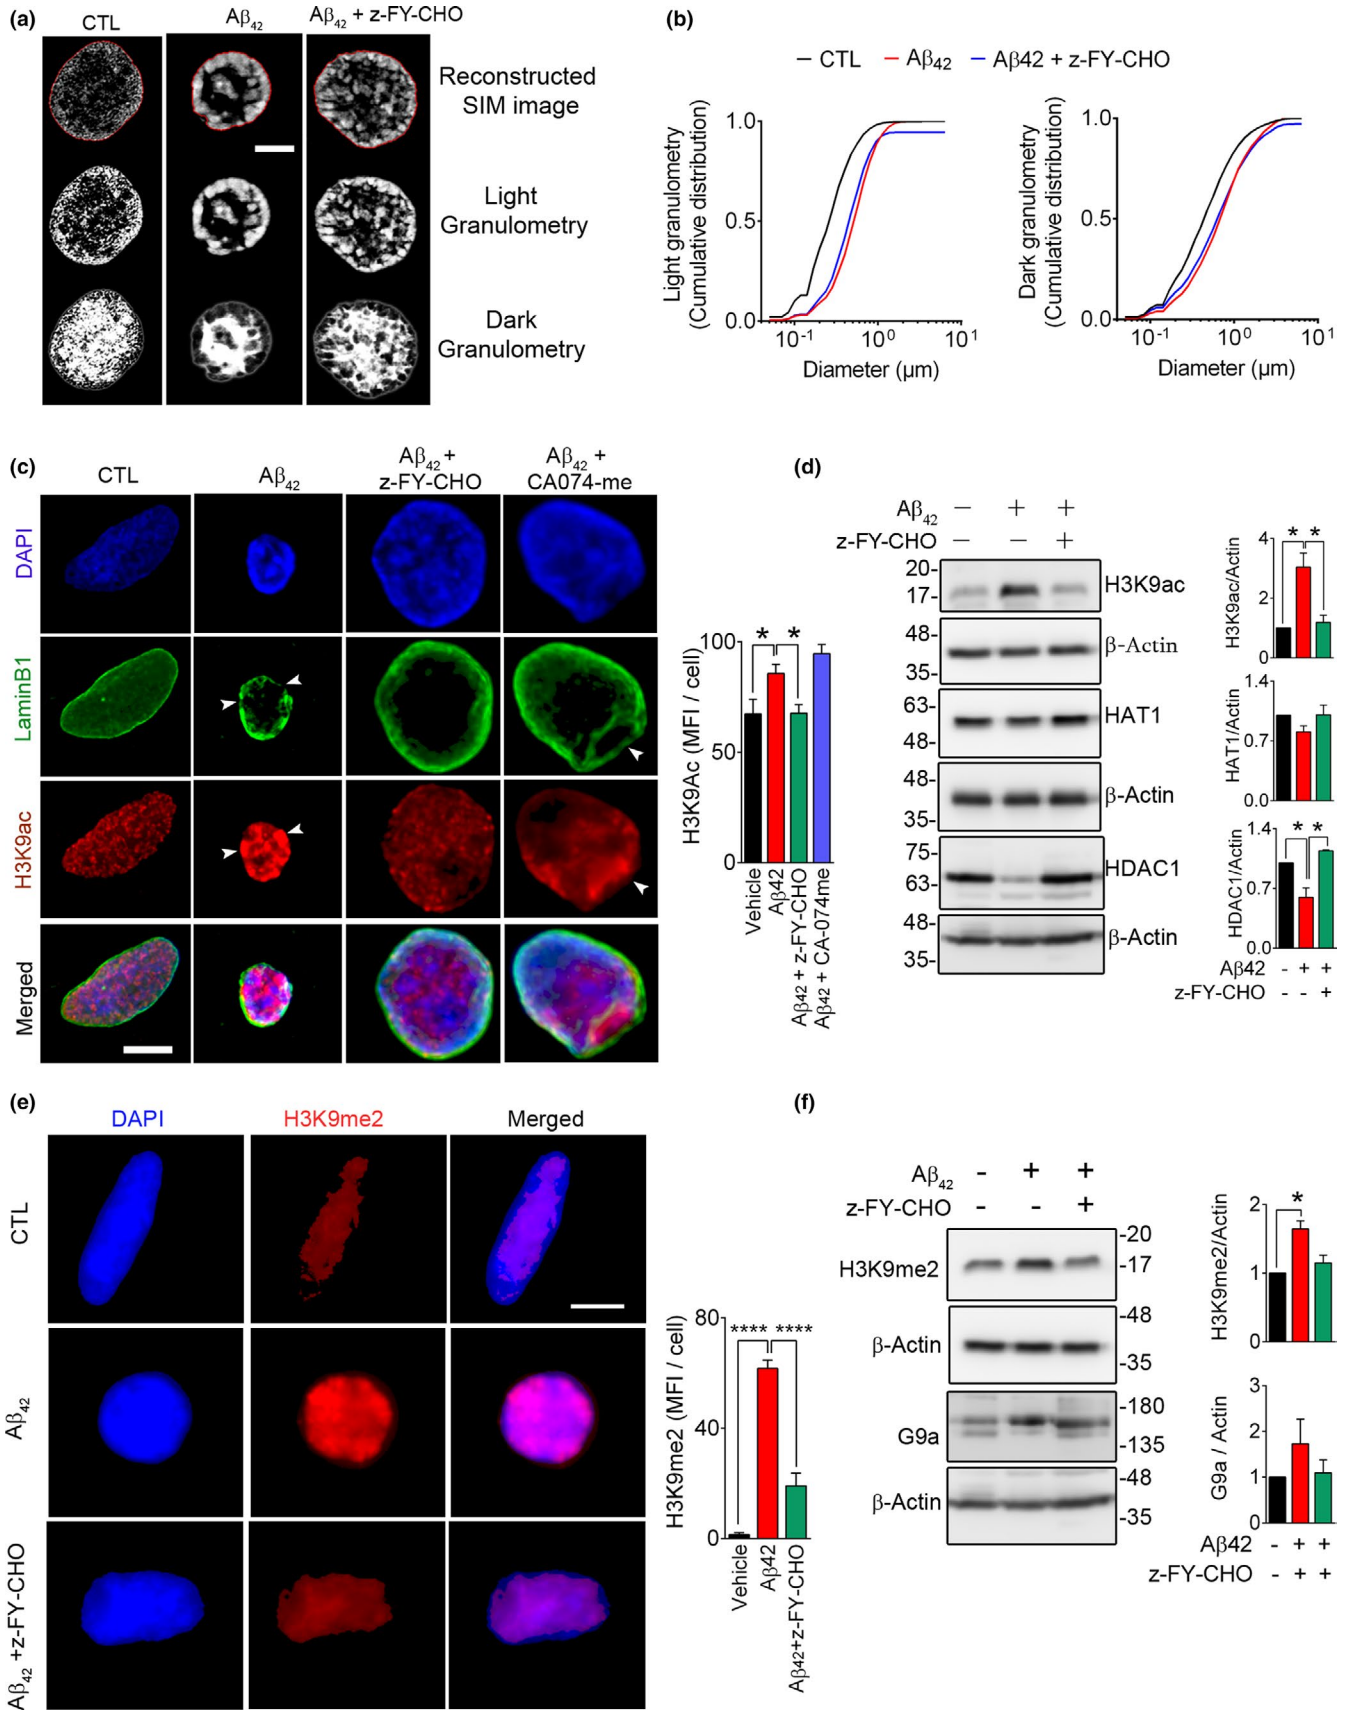 (a)
CTL
Aβ42
Aβ42 + z-FY-CHO
Reconstructed
SIM image
Light
Granulometry
Dark
Granulometry
(b)
CTL
Aβ42
Aβ42 + z-FY-CHO
Light granulometry
(Cumulative distribution)
1.0
0.5
0.0
10-1
100
101
Diameter (μm)
Dark granulometry
(Cumulative distribution)
1.0
0.5
0.0
10-1
100
101
Diameter (μm)
(c)
CTL
Aβ42
Aβ42 +
z-FY-CHO
Aβ42 +
CA074-me
DAPI
LaminB1
H3K9ac
Merged
H3K9Ac (MFI / cell)
100
50
0
* *
Vehicle
Aβ42
Aβ42 + z-FY-CHO
Aβ42 + CA-074me
(d)
Aβ42 − + +
z-FY-CHO − − +
20-
17-
H3K9ac
48-
35-
β-Actin
63-
48-
HAT1
48-
35-
β-Actin
75-
63-
HDAC1
48-
35-
β-Actin
H3K9ac/Actin
4
2
0
* *
HAT1/Actin
1.4
0.7
0.0
HDAC1/Actin
1.4
0.7
0.0
* *
Aβ42 - + +
z-FY-CHO - - +
(e)
DAPI
H3K9me2
Merged
CTL
Aβ42
Aβ42 +z-FY-CHO
H3K9me2 (MFI / cell)
80
40
0
**** ****
Vehicle
Aβ42
Aβ42+z-FY-CHO
(f)
Aβ42 - + +
z-FY-CHO - - +
H3K9me2
-20
-17
β-Actin
-48
-35
G9a
-180
-135
β-Actin
-48
-35
H3K9me2/Actin
2
1
0
*
G9a / Actin
3
2
1
0
Aβ42 - + +
z-FY-CHO - + +